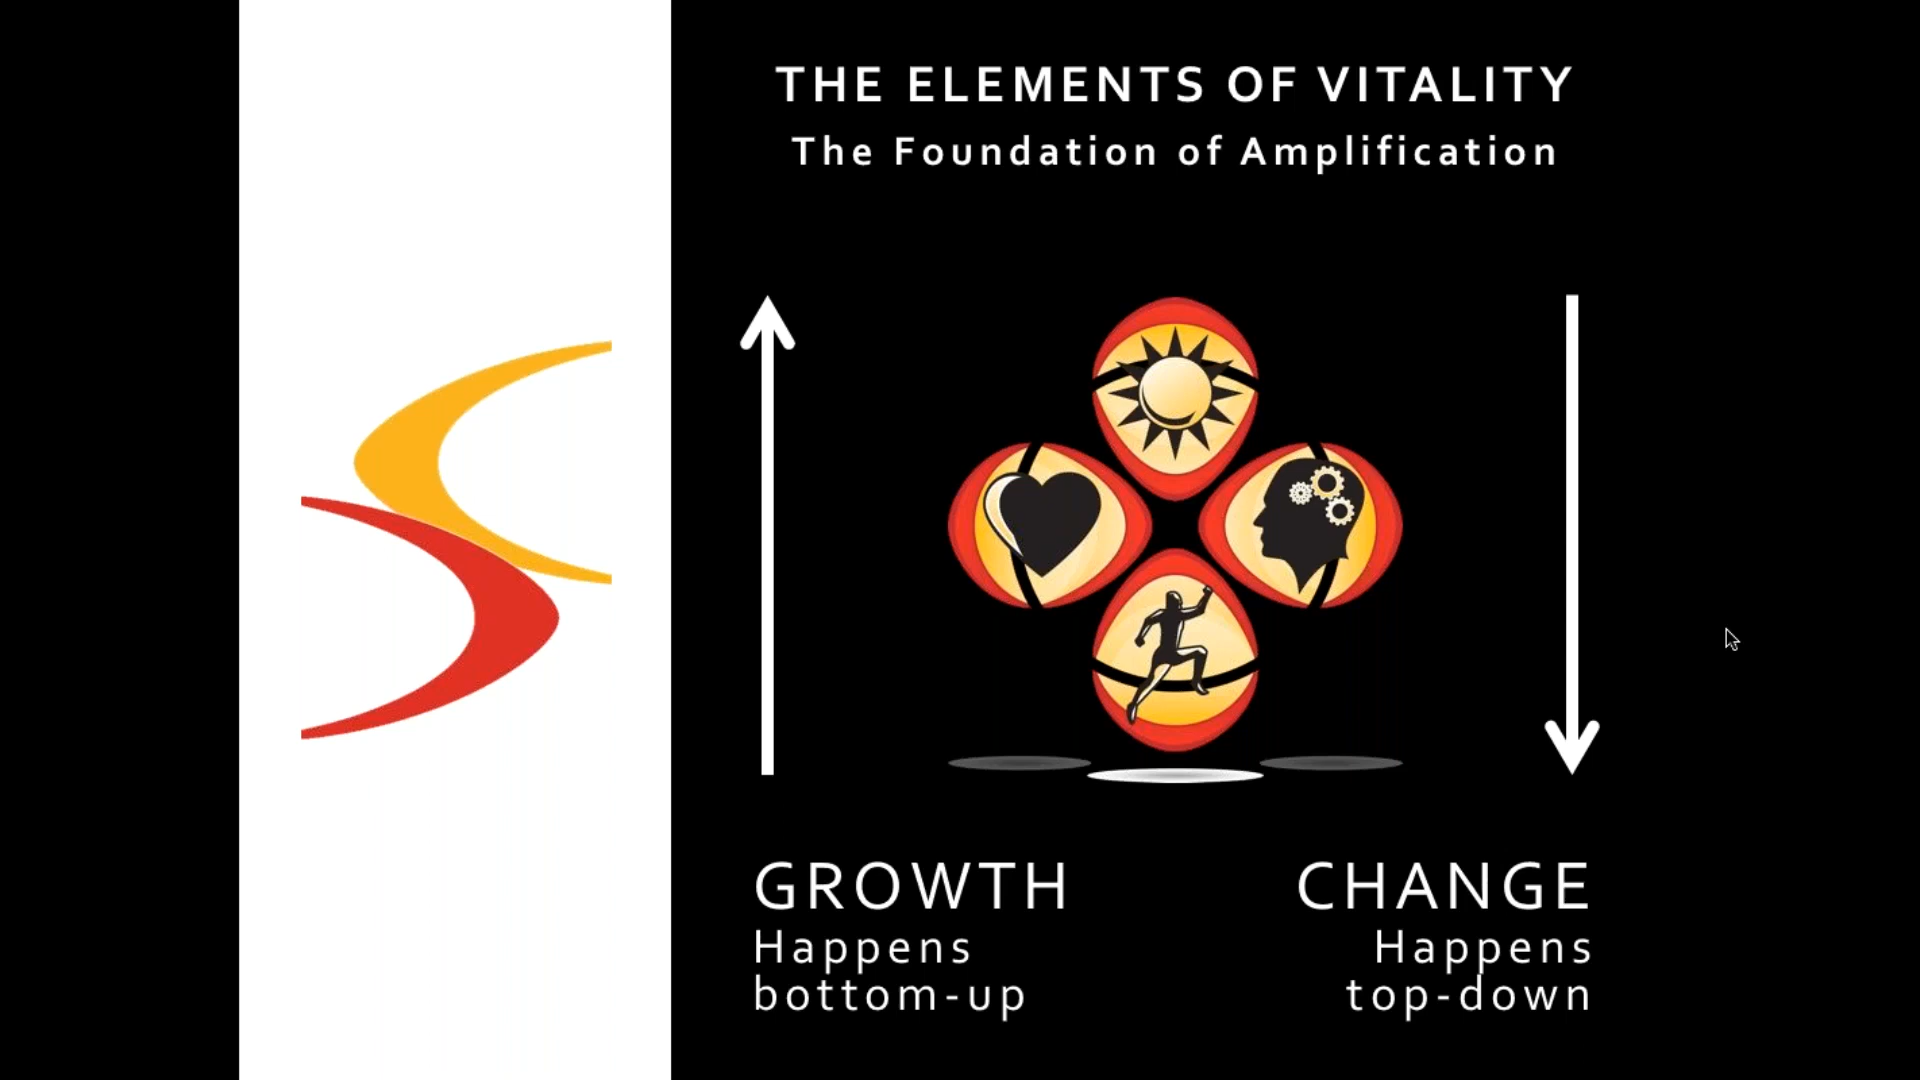 THE ELEMENTS OF VITALITY
The Foundation of Amplification
GROWTH
Happens
bottom-up
CHANGE
Happens
top-down